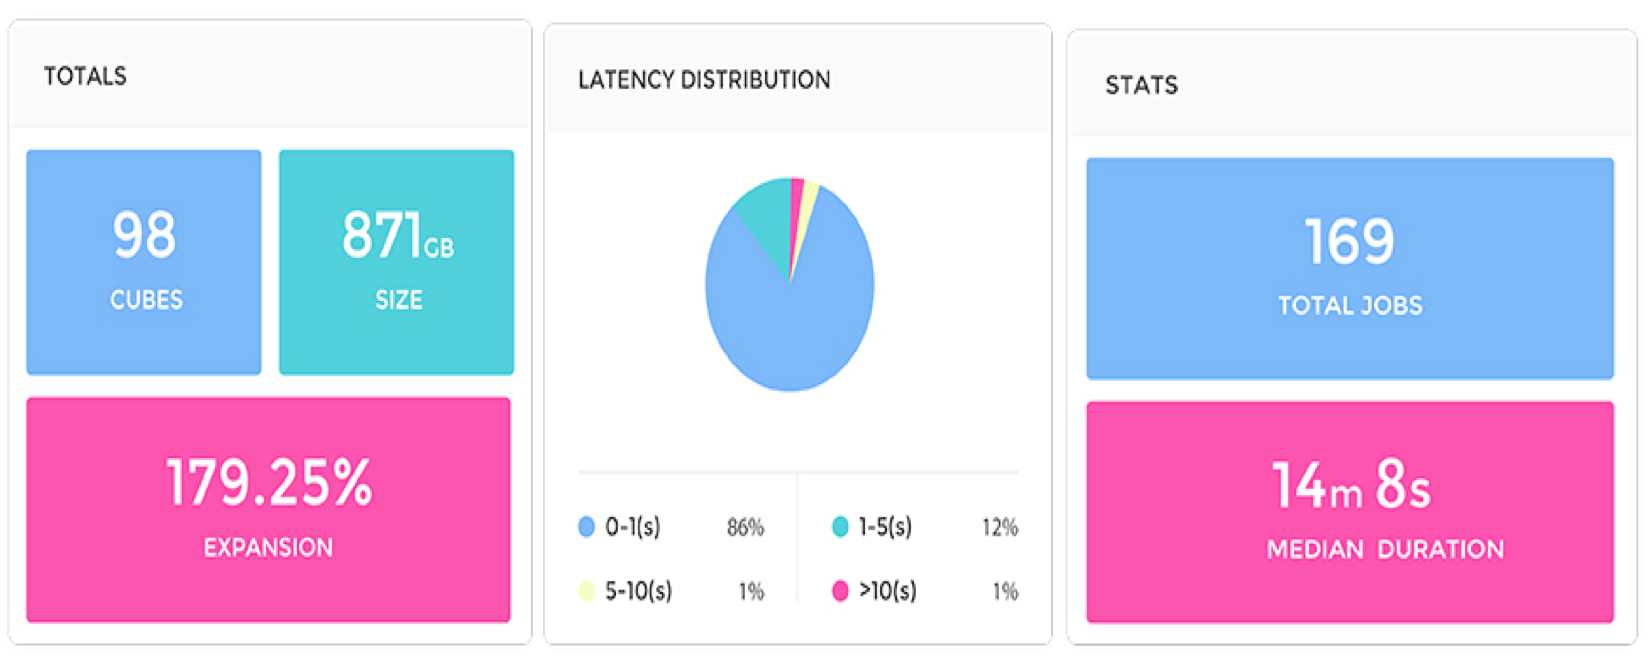 TOTALS
98
CUBES
871GB
SIZE
179.25%
EXPANSION
LATENCY DISTRIBUTION
0-1(s) 86%
1-5(s) 12%
5-10(s) 1%
>10(s) 1%
STATS
169
TOTAL JOBS
14m 8s
MEDIAN DURATION